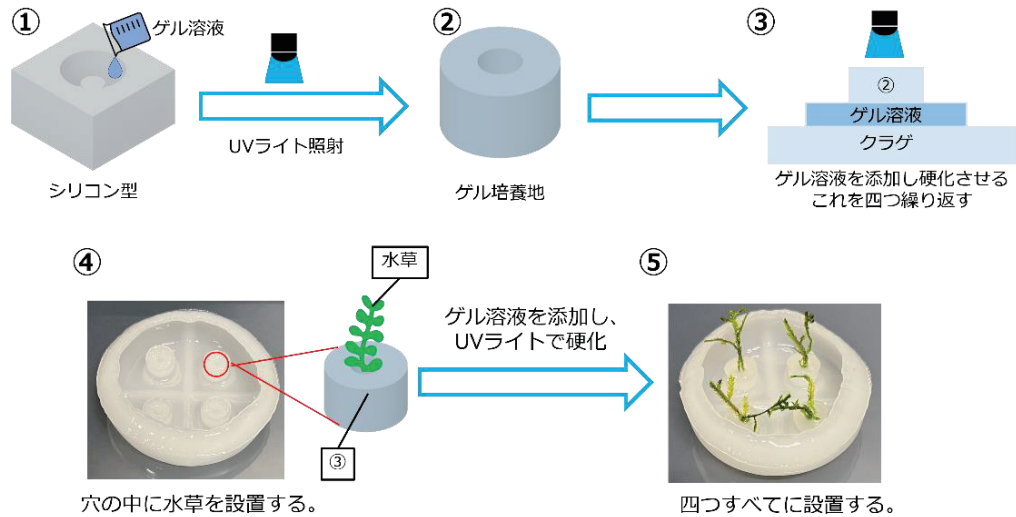 ①
ゲル溶液
シリコン型
UVライト照射
②
ゲル培養地
③
②
ゲル溶液
クラゲ
ゲル溶液を添加し硬化させる
これを四つ繰り返す
④
水草
③
穴の中に水草を設置する。
ゲル溶液を添加し、
UVライトで硬化
⑤
四つすべてに設置する。